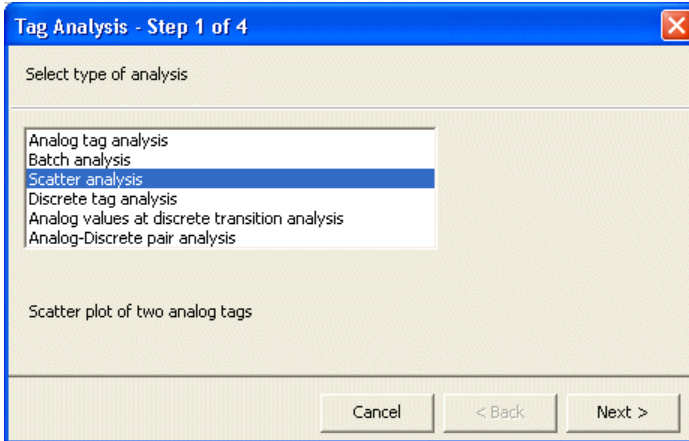 Tag Analysis - Step 1 of 4
Select type of analysis
Analog tag analysis
Batch analysis
Scatter analysis
Discrete tag analysis
Analog values at discrete transition analysis
Analog-Discrete pair analysis
Scatter plot of two analog tags
Cancel
< Back
Next >